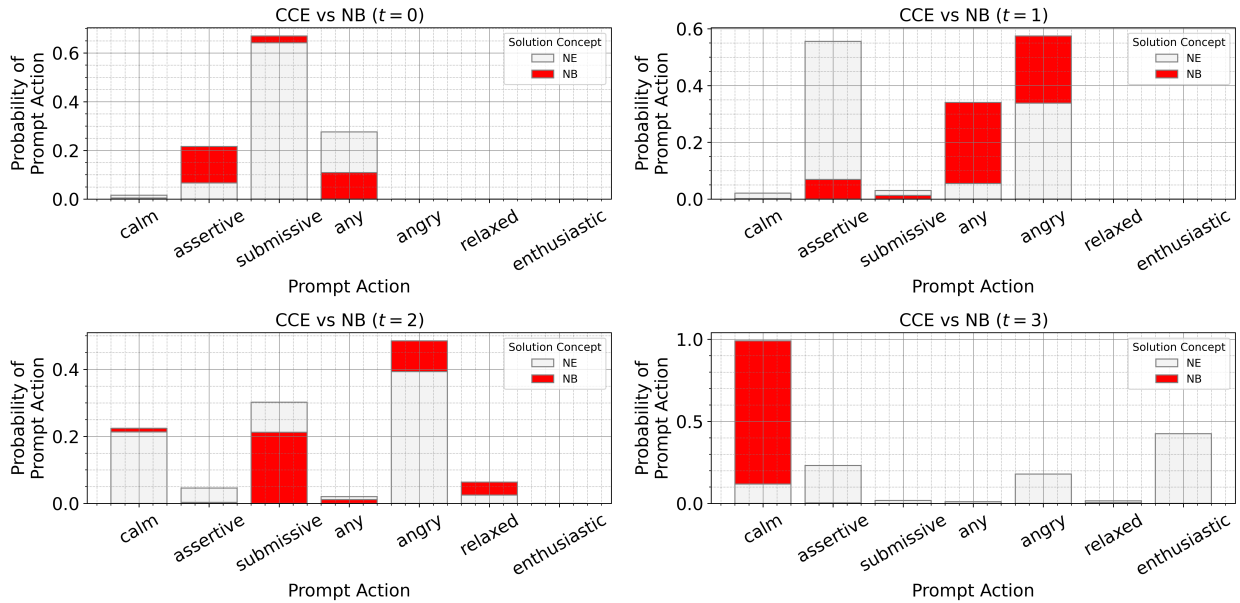 CCE vs NB (t = 0)
Probability of
Prompt Action
0.6
0.4
0.2
0.0
Solution Concept
NE
NB
calm
assertive
submissive
any
angry
relaxed
enthusiastic
Prompt Action
CCE vs NB (t = 1)
Probability of
Prompt Action
0.6
0.4
0.2
0.0
Solution Concept
NE
NB
calm
assertive
submissive
any
angry
relaxed
enthusiastic
Prompt Action
CCE vs NB (t = 2)
Probability of
Prompt Action
0.4
0.2
0.0
Solution Concept
NE
NB
calm
assertive
submissive
any
angry
relaxed
enthusiastic
Prompt Action
CCE vs NB (t = 3)
Probability of
Prompt Action
1.0
0.5
0.0
Solution Concept
NE
NB
calm
assertive
submissive
any
angry
relaxed
enthusiastic
Prompt Action